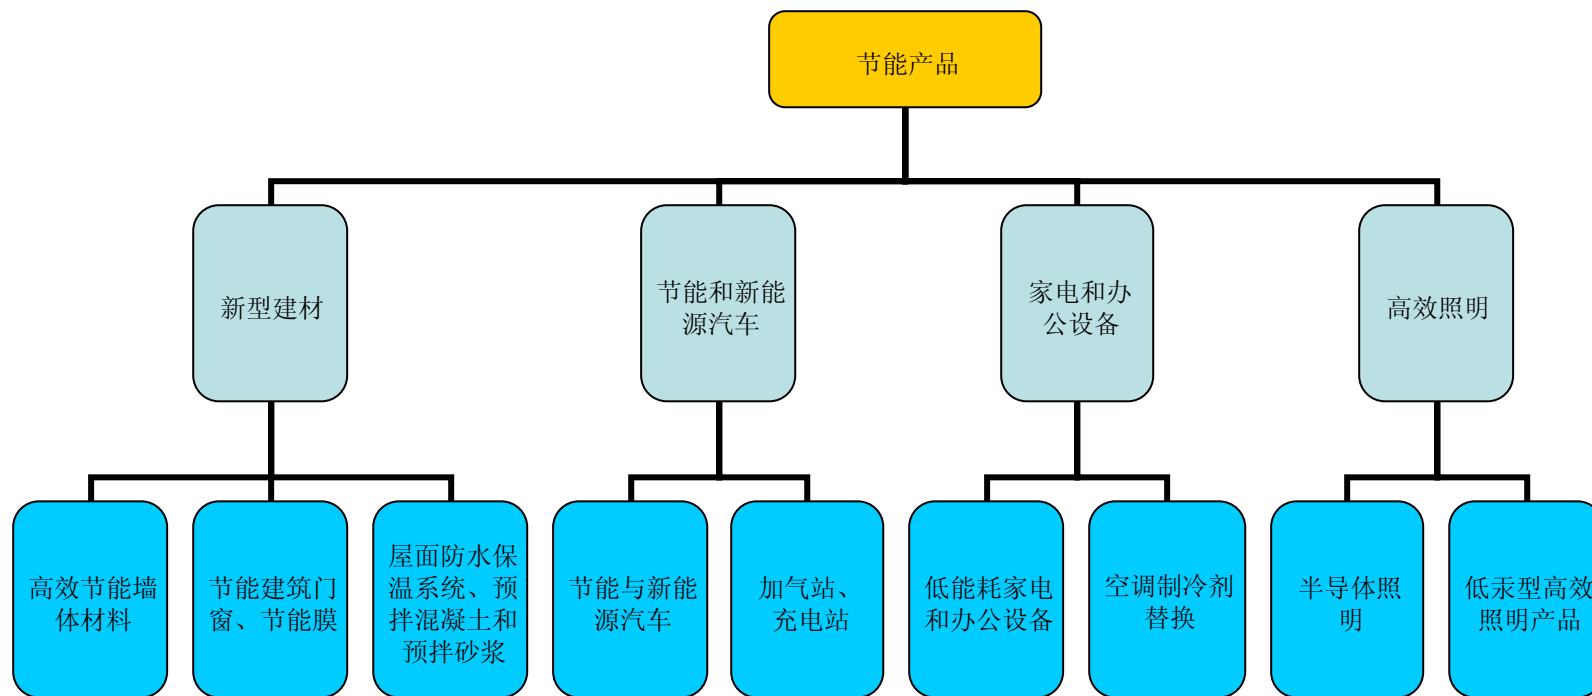 节能产品
新型建材
节能和新能
源汽车
家电和办
公设备
高效照明
高效节能墙
体材料
节能建筑门
窗、节能膜
屋面防水保
温系统、预
拌混凝土和
预拌砂浆
节能与新能
源汽车
加气站、
充电站
低能耗家电
和办公设备
空调制冷剂
替换
半导体照
明
低汞型高效
照明产品